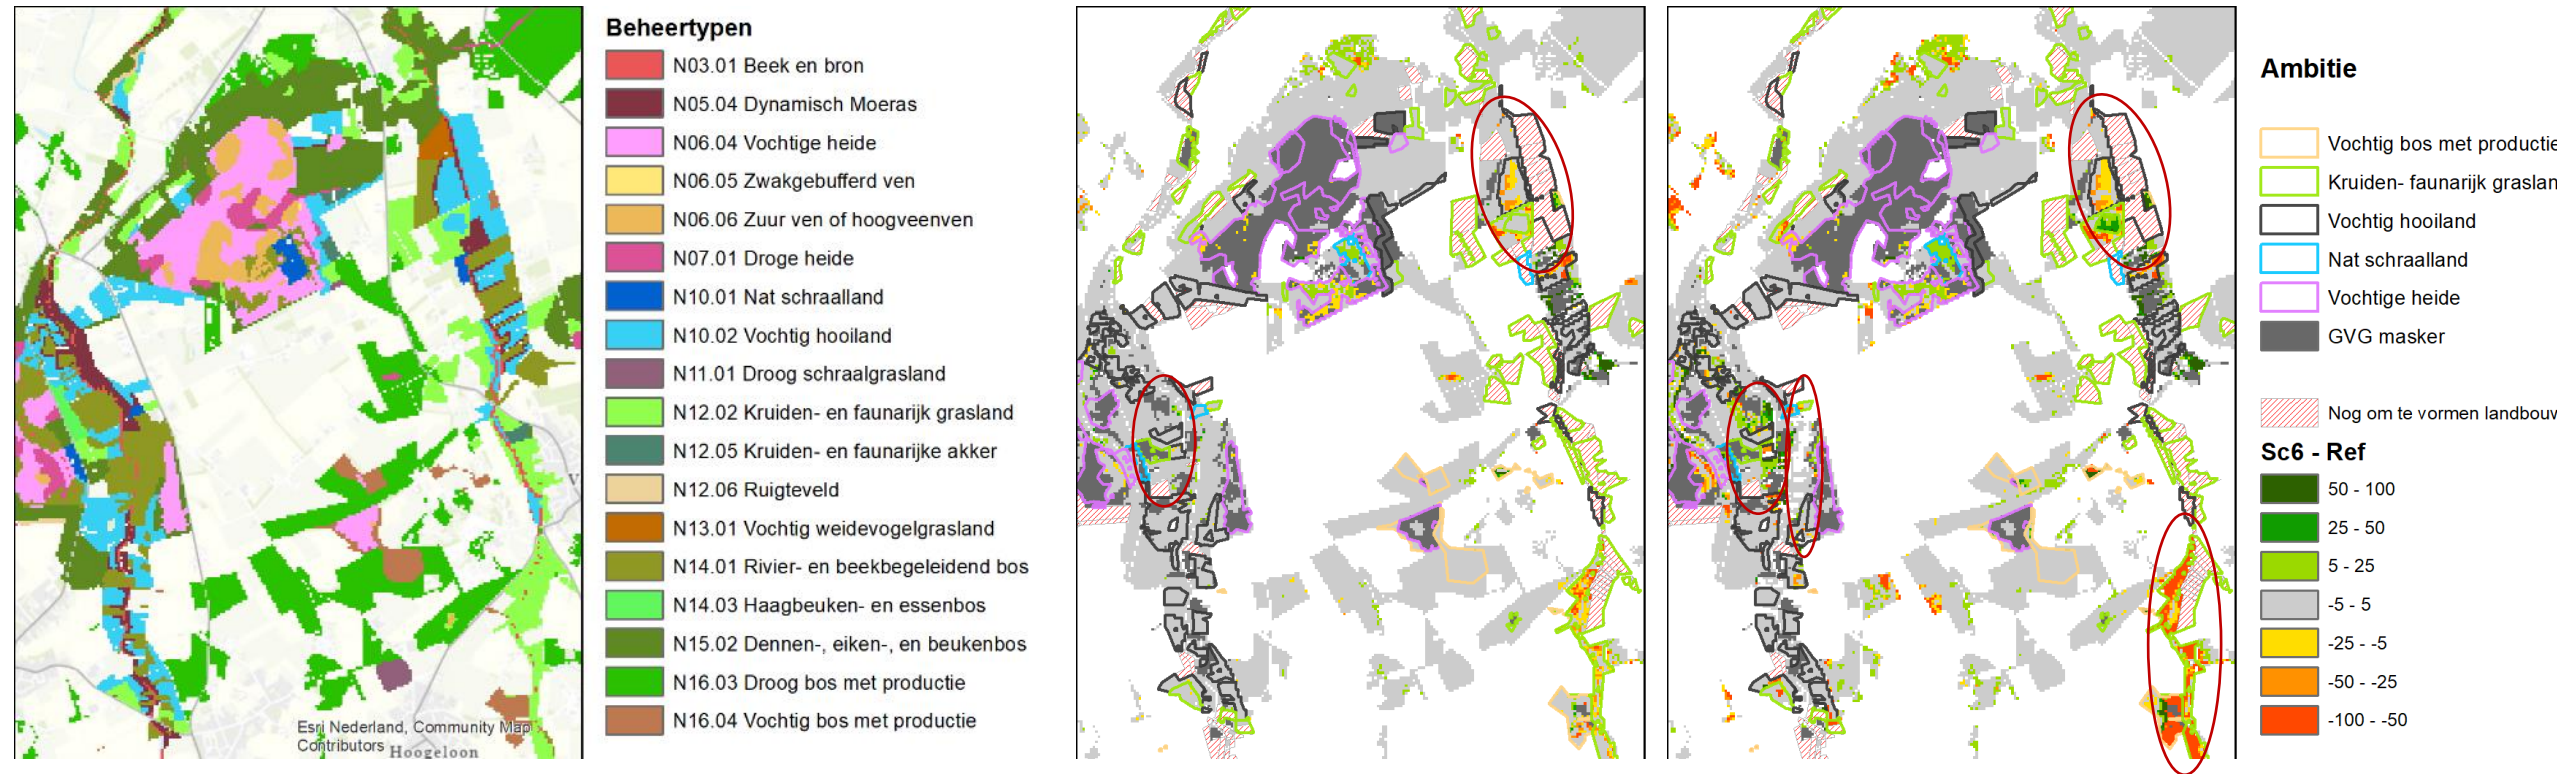 Beheertypen
N03.01 Beek en bron
N05.04 Dynamisch Moeras
N06.04 Vochtige heide
N06.05 Zwakgebufferd ven
N06.06 Zuur ven of hoogveenven
N07.01 Droge heide
N10.01 Nat schraalland
N10.02 Vochtig hooiland
N11.01 Droog schraalgrasland
N12.02 Kruiden- en faunarijk grasland
N12.05 Kruiden- en faunarijke akker
N12.06 Ruigteveld
N13.01 Vochtig weidevogelgrasland
N14.01 Rivier- en beekbegeleidend bos
N14.03 Haagbeuken- en essenbos
N15.02 Dennen-, eiken-, en beukenbos
N16.03 Droog bos met productie
N16.04 Vochtig bos met productie
Esri Nederland, Community Map
Contributors
Hoogeloon
V
Ambitie
Vochtig bos met productie
Kruiden- faunarijk graslan
Vochtig hooiland
Nat schraalland
Vochtige heide
GVG masker
Nog om te vormen landbouw
Sc6 - Ref
50 - 100
25 - 50
5 - 25
-5 - 5
-25 - -5
-50 - -25
-100 - -50